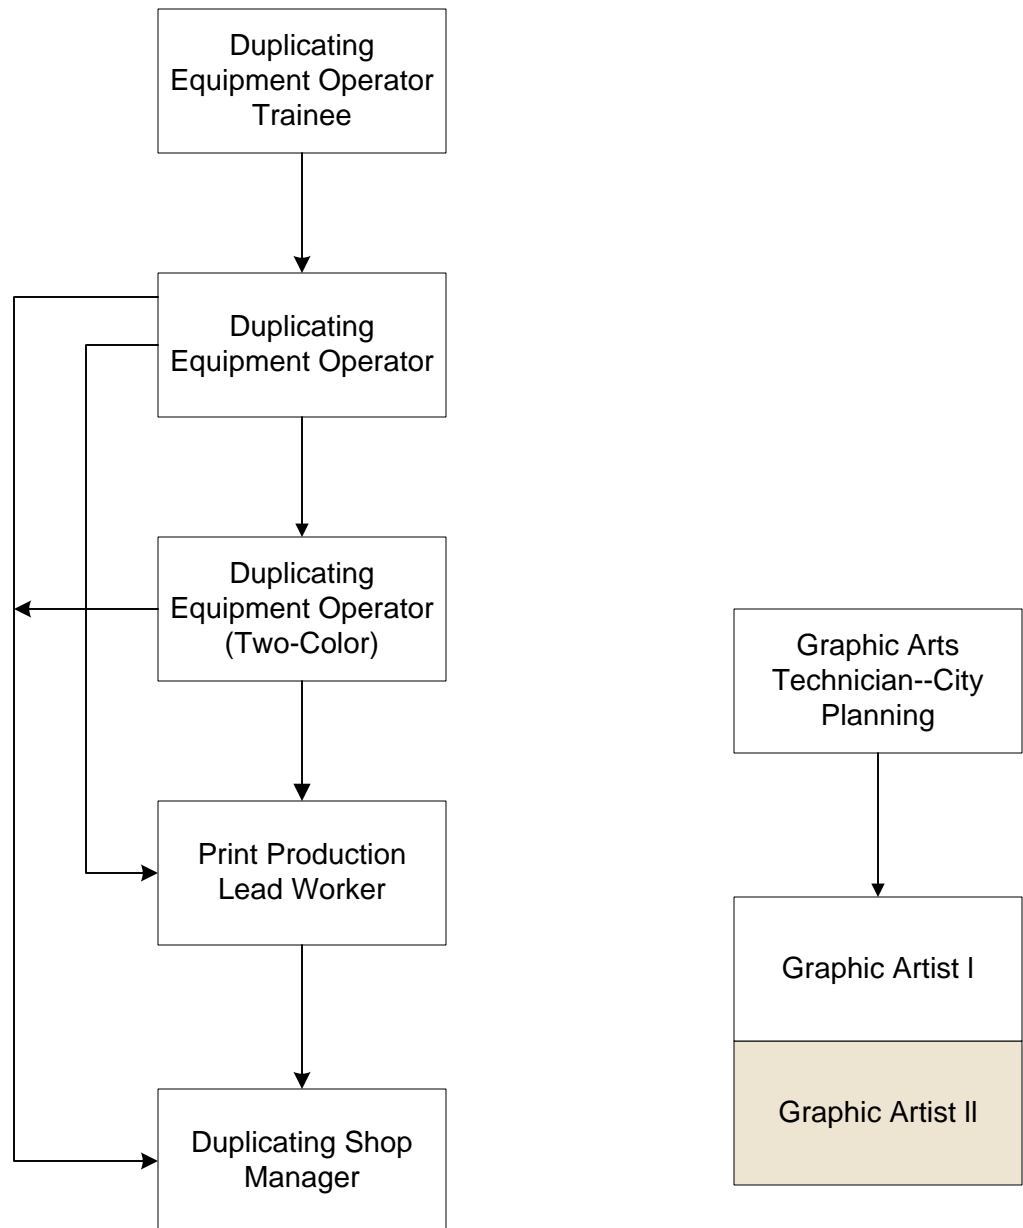 Duplicating
Equipment Operator
Trainee
Duplicating
Equipment Operator
Duplicating
Equipment Operator
(Two-Color)
Print Production
Lead Worker
Duplicating Shop
Manager
Graphic Arts
Technician--City
Planning
Graphic Artist I
Graphic Artist II